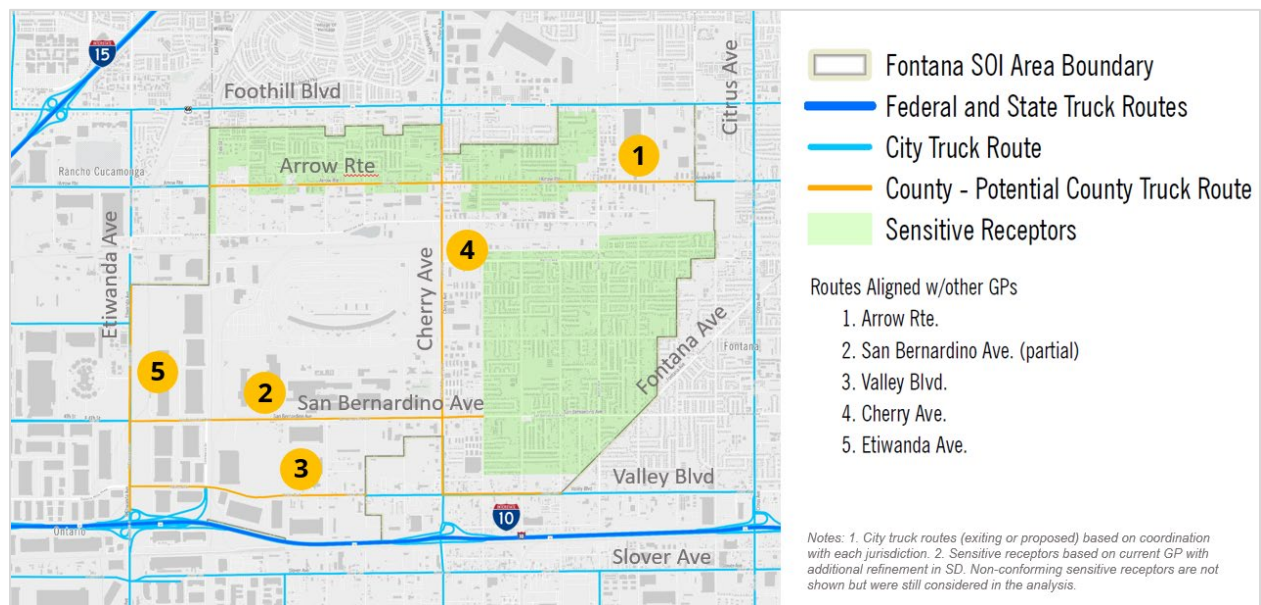 INTERSTATE
15
Foothill Blvd
Citrus Ave
Arrow Rte
1
Rancho Cucamonga
Etiwanda Ave
Cherry Ave
4
Fontana Ave
Fontana
5
2
San Bernardino Ave
San Bernardino Ave
3
Valley Blvd
Ontario
10
Slover Ave
Fontana SOI Area Boundary
Federal and State Truck Routes
City Truck Route
County - Potential County Truck Route
Sensitive Receptors
Routes Aligned w/other GPs
1. Arrow Rte.
2. San Bernardino Ave. (partial)
3. Valley Blvd.
4. Cherry Ave.
5. Etiwanda Ave.
Notes: 1. City truck routes (exiting or proposed) based on coordination
with each jurisdiction. 2. Sensitive receptors based on current GP with
additional refinement in SD. Non-conforming sensitive receptors are not
shown but were still considered in the analysis.